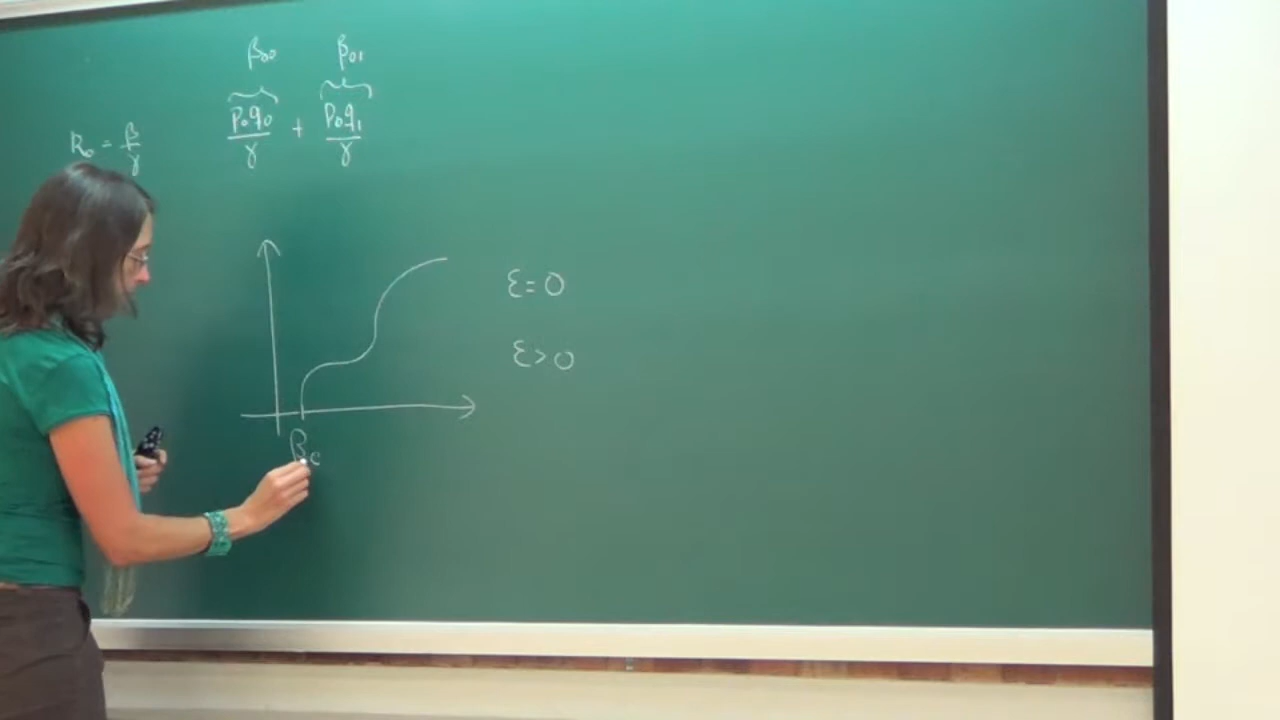 β₀₀ β₀₁
p₀q₀/γ + p₀q₁/γ
R₀ = β/γ
ε=0
ε>0
βc